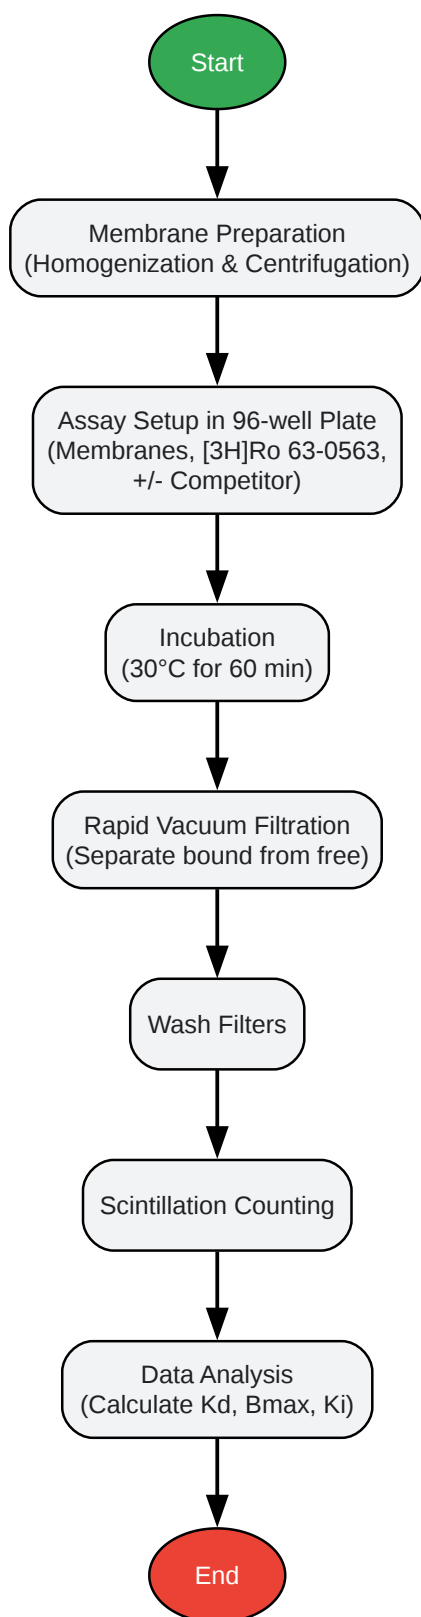 Start
Membrane Preparation
(Homogenization & Centrifugation)
Assay Setup in 96-well Plate
(Membranes, [3H]Ro 63-0563,
+/- Competitor)
Incubation
(30°C for 60 min)
Rapid Vacuum Filtration
(Separate bound from free)
Wash Filters
Scintillation Counting
Data Analysis
(Calculate Kd, Bmax, Ki)
End